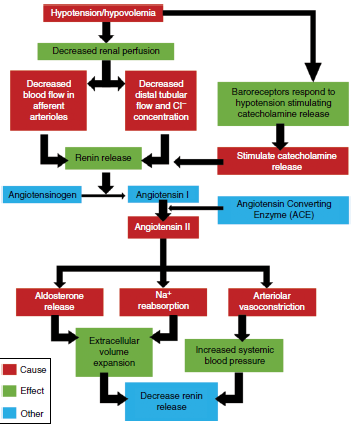 Hypotension/hypovolemia
Decreased renal perfusion
Decreased
blood flow in
afferent
arterioles
Decreased
distal tubular
flow and Cl−
concentration
Baroreceptors respond to
hypotension stimulating
catecholamine release
Renin release
Stimulate catecholamine
release
Angiotensinogen
Angiotensin I
Angiotensin Converting
Enzyme (ACE)
Angiotensin II
Aldosterone
release
Na+
reabsorption
Arteriolar
vasoconstriction
Extracellular
volume
expansion
Increased systemic
blood pressure
Decrease renin
release
Cause
Effect
Other